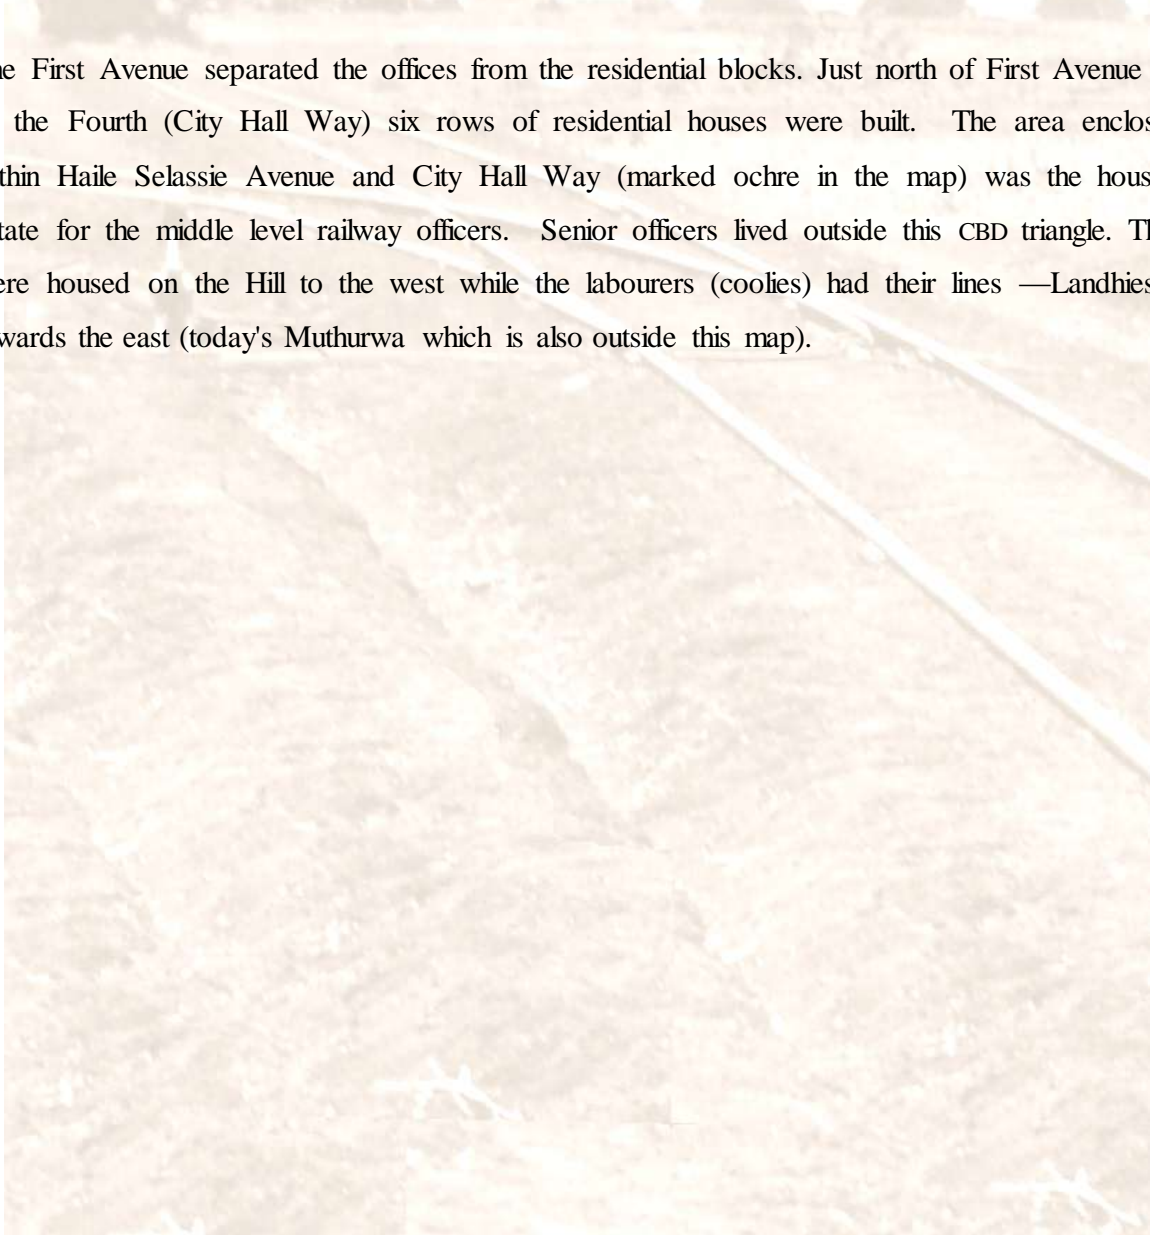 ne First Avenue separated the offices from the residential blocks. Just north of First Avenue
the Fourth (City Hall Way) six rows of residential houses were built. The area enclos
thin Haile Selassie Avenue and City Hall Way (marked ochre in the map) was the hous
tate for the middle level railway officers. Senior officers lived outside this CBD triangle. Th
ere housed on the Hill to the west while the labourers (coolies) had their lines —Landhies
wards the east (today's Muthurwa which is also outside this map).